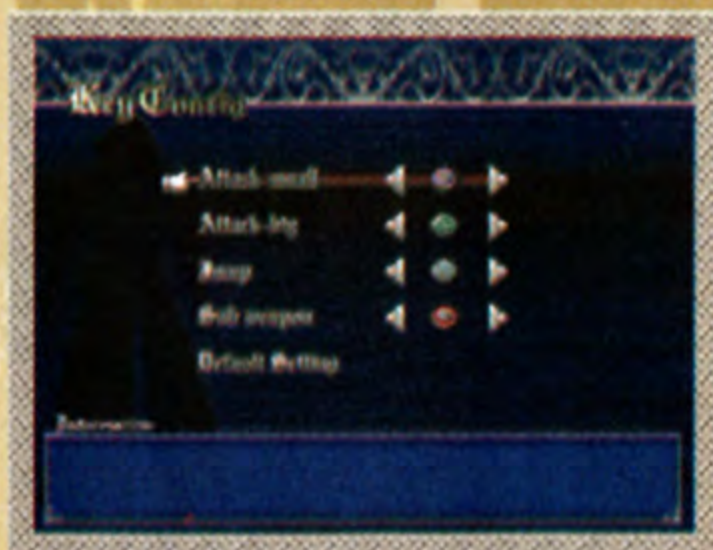 Key Config
Attack small
Attack big
Jump
Sub weapon
Default Setting